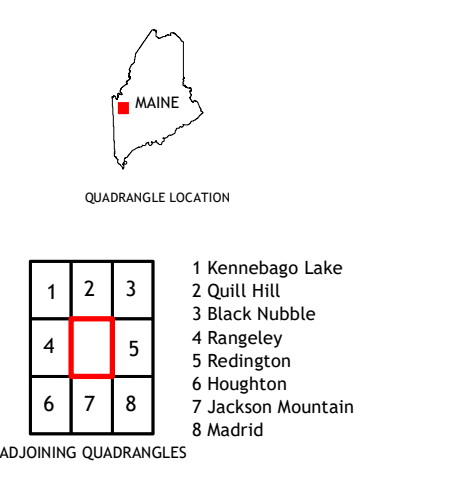 MAINE
QUADRANGLE LOCATION
1 2 3
4 5
6 7 8
1 Kennebago Lake
2 Quill Hill
3 Black Nubble
4 Rangeley
5 Redington
6 Houghton
7 Jackson Mountain
8 Madrid
ADJOINING QUADRANGLES